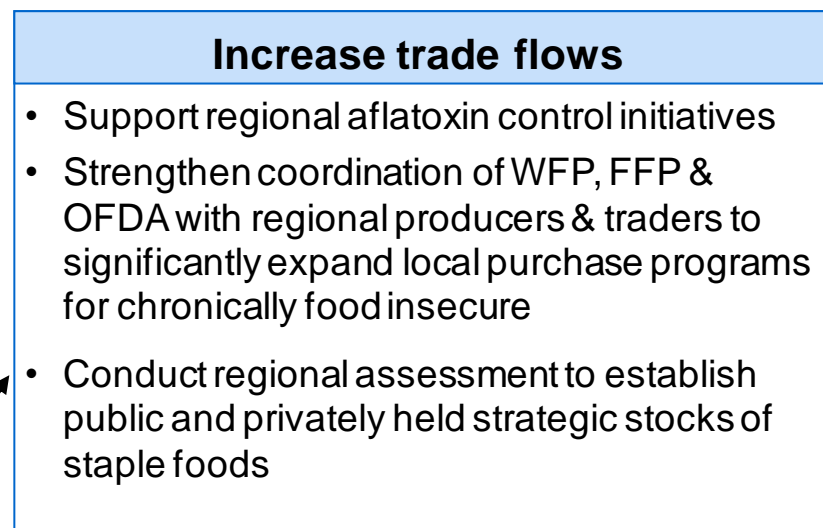 Increase trade flows
• Support regional aflatoxin control initiatives
• Strengthen coordination of WFP, FFP &
OFDA with regional producers & traders to
significantly expand local purchase programs
for chronically food insecure
• Conduct regional assessment to establish
public and privately held strategic stocks of
staple foods